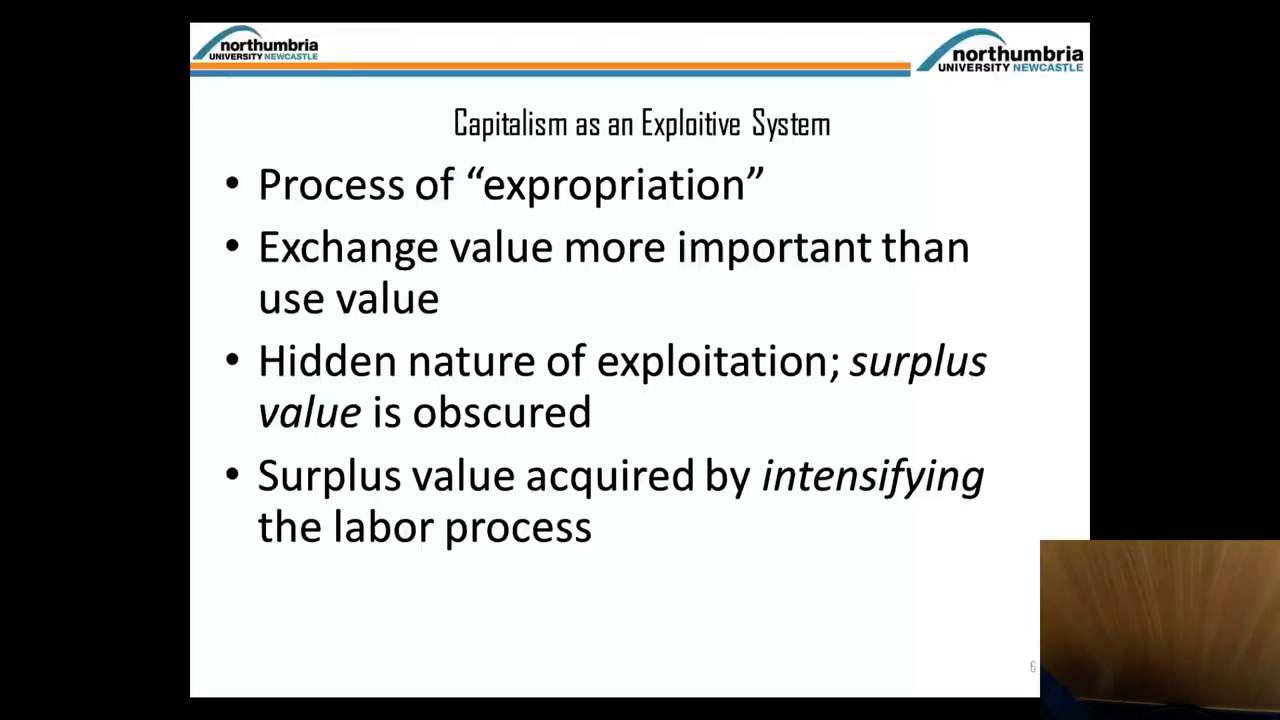 northumbria
UNIVERSITY NEWCASTLE
northumbria
UNIVERSITY NEWCASTLE
Capitalism as an Exploitive System
• Process of “expropriation”
• Exchange value more important than
use value
• Hidden nature of exploitation; surplus
value is obscured
• Surplus value acquired by intensifying
the labor process
6